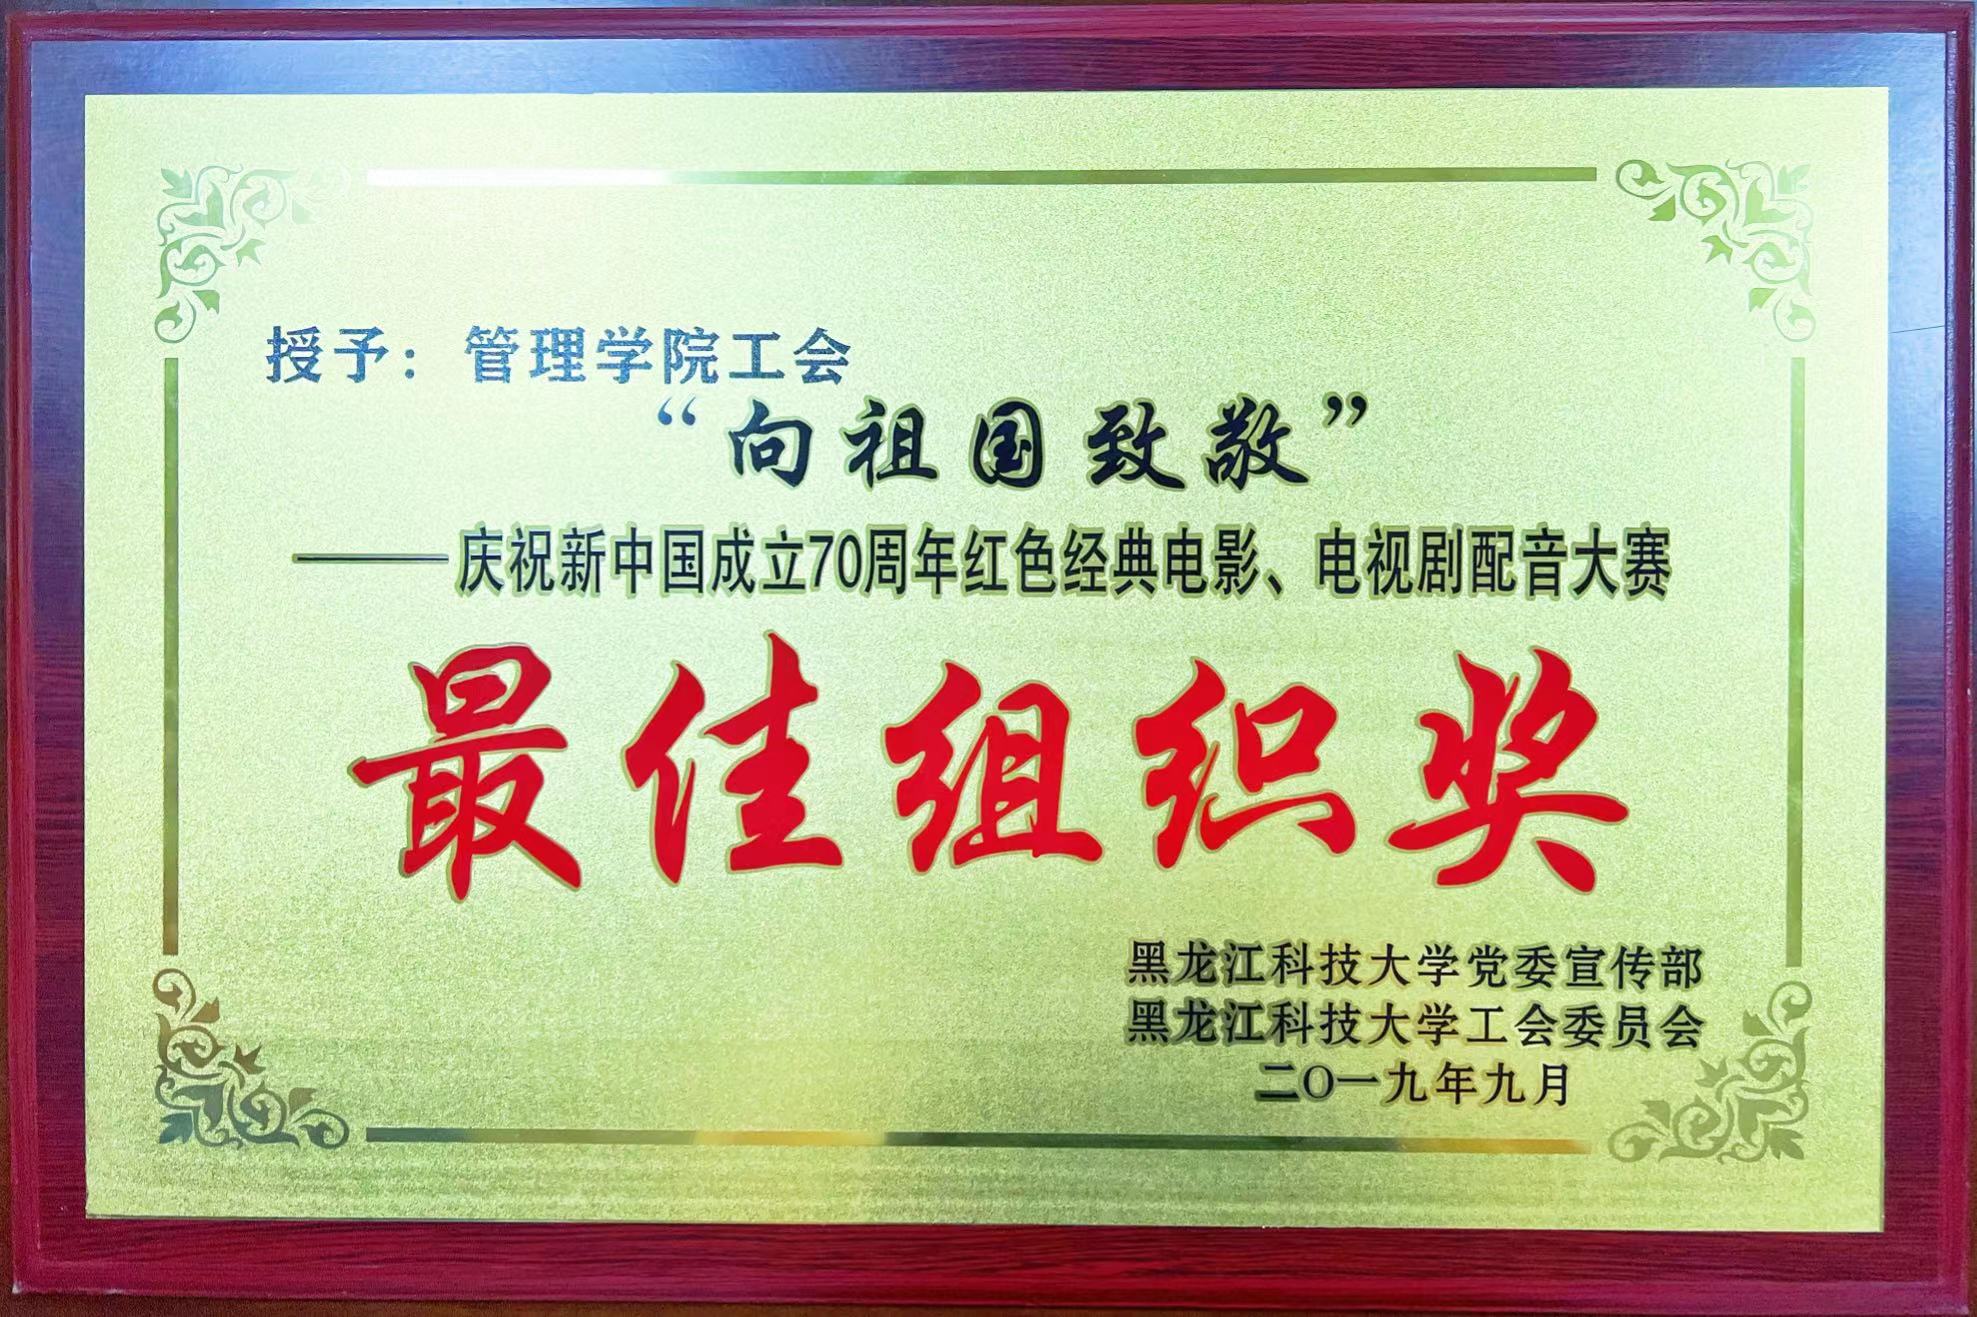 授予：管理学院工会
“向祖国致敬”
——庆祝新中国成立70周年红色经典电影、电视剧配音大赛
最佳组织奖
黑龙江科技大学党委宣传部
黑龙江科技大学工会委员会
二O一九年九月